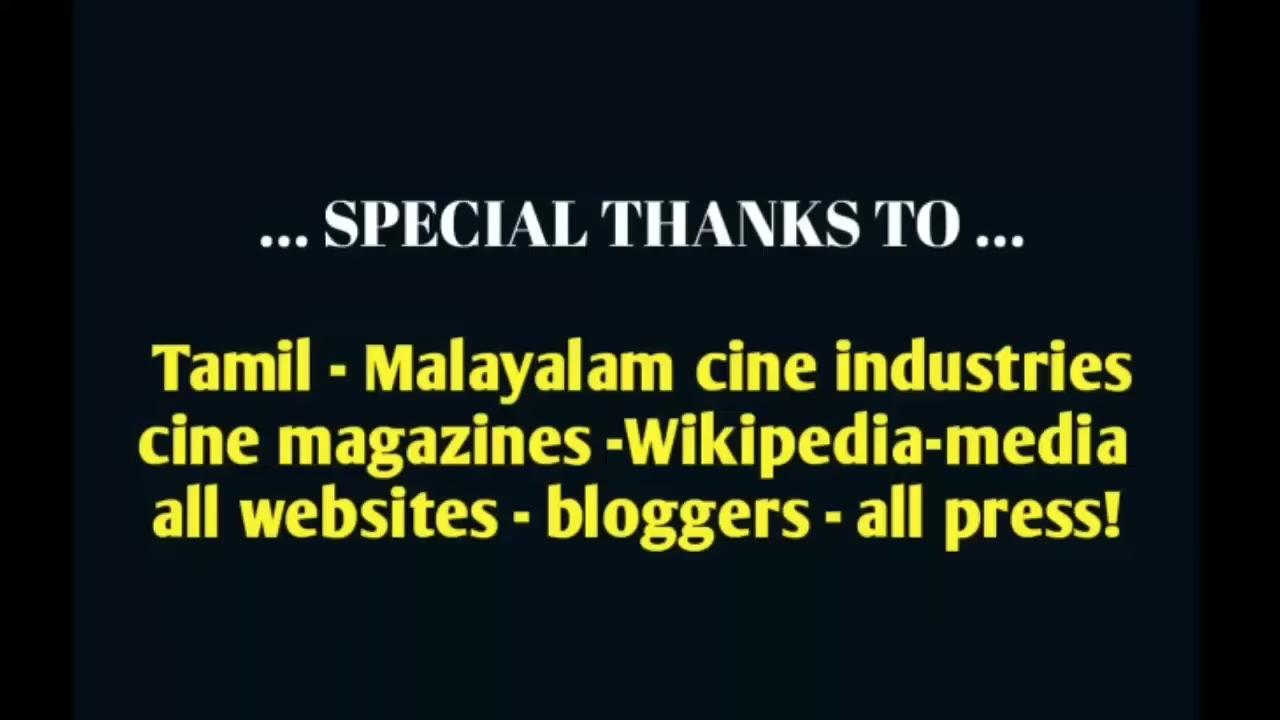 ... SPECIAL THANKS TO ...
Tamil - Malayalam cine industries
cine magazines -Wikipedia-media
all websites - bloggers - all press!